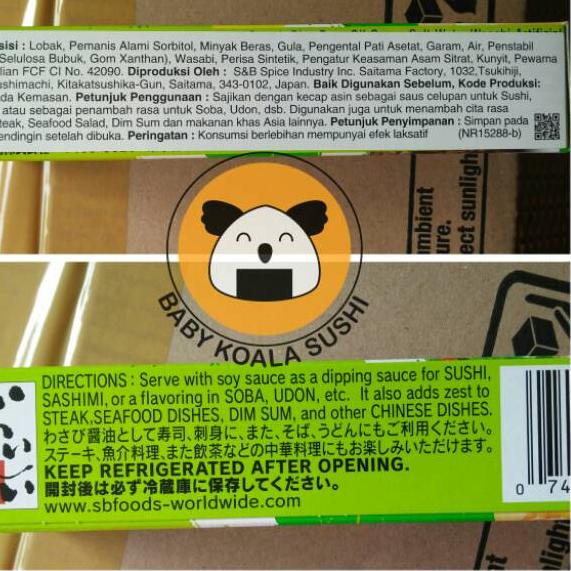 sisi : Lobak, Pemanis Alami Sorbitol, Minyak Beras, Gula, Pengental Pati Asetat, Garam, Air, Penstabil
Selulosa Bubuk, Gom Xanthan), Wasabi, Perisa Sintetik, Pengatur Keasaman Asam Sitrat, Kunyit, Pewarna
lian FCF CI No. 42090. Diproduksi Oleh : S&B Spice Industry Inc. Saitama Factory, 1032,Tsukihiji,
ushimachi, Kitakatsushika-Gun, Saitama, 343-0102, Japan. Baik Digunakan Sebelum, Kode Produksi:
da Kemasan. Petunjuk Penggunaan : Sajikan dengan kecap asin sebagai saus celupan untuk Sushi,
atau sebagai penambah rasa untuk Soba, Udon, dsb. Digunakan juga untuk menambah cita rasa
teak, Seafood Salad, Dim Sum dan makanan khas Asia lainnya. Petunjuk Penyimpanan : Simpan pada
endingin setelah dibuka. Peringatan : Konsumsi berlebihan mempunyai efek laksatif (NR15288-b)
mbient
ure.
ect sunligh
BABY KOALA SUSHI
DIRECTIONS : Serve with soy sauce as a dipping sauce for SUSHI,
SASHIMI, or a flavoring in SOBA, UDON, etc. It also adds zest to
STEAK,SEAFOOD DISHES, DIM SUM, and other CHINESE DISHES.
わさび醤油として寿司、刺身に、また、そば、うどんにもご利用ください。
ステーキ、魚介料理、また飲茶などの中華料理にもお楽しみいただけます。
KEEP REFRIGERATED AFTER OPENING.
開封後は必ず冷蔵庫に保存してください。
www.sbfoods-worldwide.com
0 74